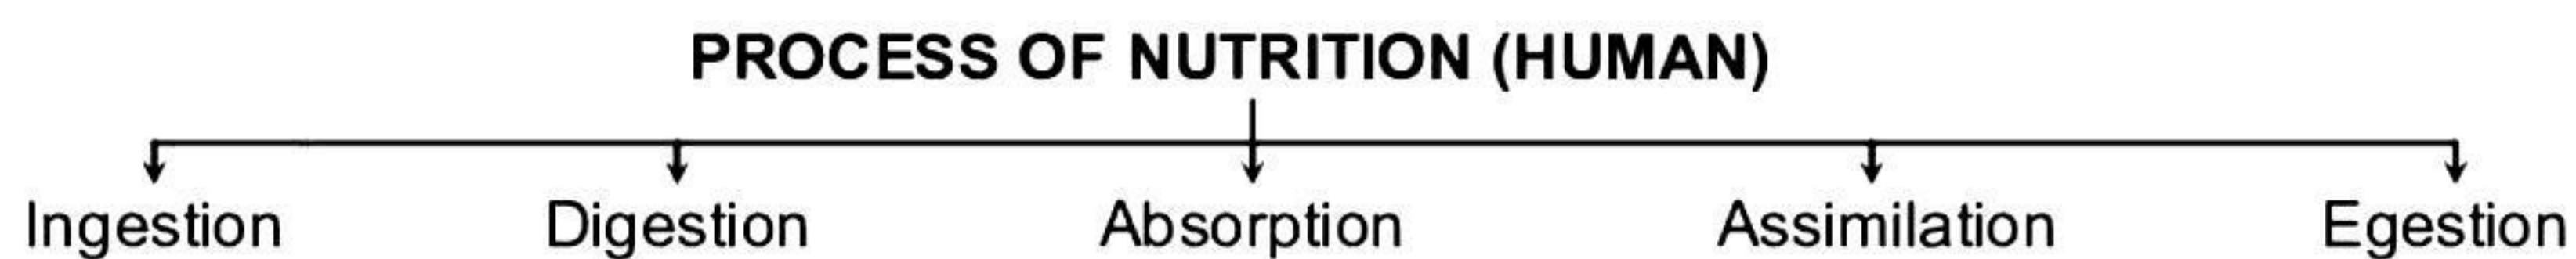 PROCESS OF NUTRITION (HUMAN)
Ingestion Digestion Absorption Assimilation Egestion